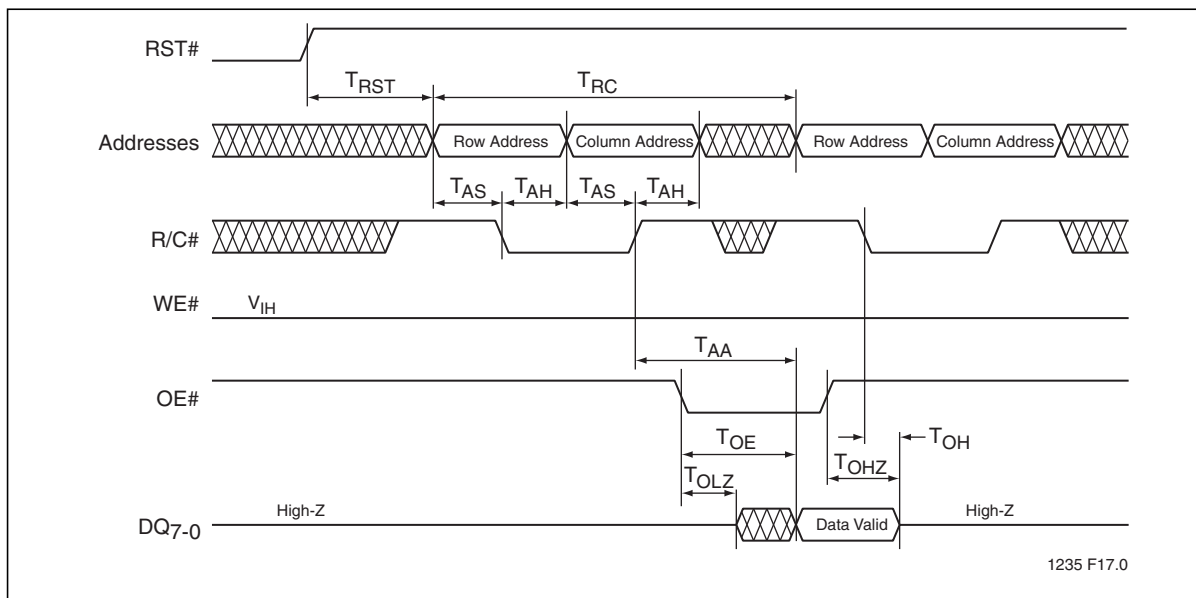 RST#
TRST
TRC
Addresses
Row Address
Column Address
Row Address
Column Address
TAS
TAH
TAS
TAH
R/C#
WE#
VIH
TAA
OE#
TOE
TOH
TOHZ
TOLZ
DQ7-0
High-Z
Data Valid
High-Z
1235 F17.0